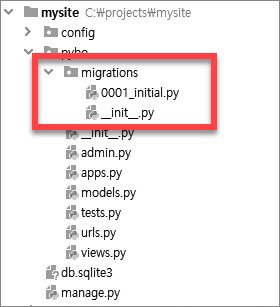 mysite C:₩projects₩mysite
config
pybo
migrations
0001_initial.py
__init__.py
__init__.py
admin.py
apps.py
models.py
tests.py
urls.py
views.py
db.sqlite3
manage.py